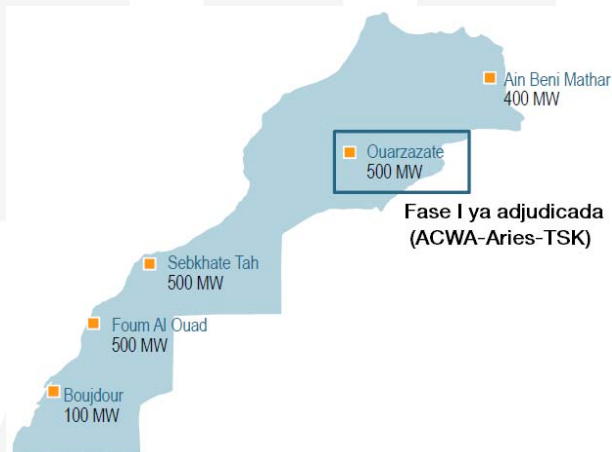 Ain Beni Mathar
400 MW
Ouarzazate
500 MW
Fase I ya adjudicada
(ACWA-Aries-TSK)
Sebkhate Tah
500 MW
Foum Al Ouad
500 MW
Boujdour
100 MW